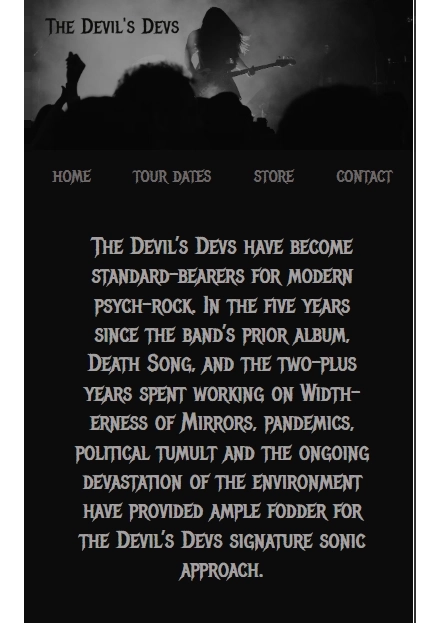 The Devil's Devs
HOME TOUR DATES STORE CONTACT
The Devil's Devs have become
standard-bearers for modern
psych-rock. In the five years
since the band's prior album,
Death Song, and the two-plus
years spent working on Width-
erness of Mirrors, pandemics,
political tumult and the ongoing
devastation of the environment
have provided ample fodder for
the Devil's Devs signature sonic
approach.